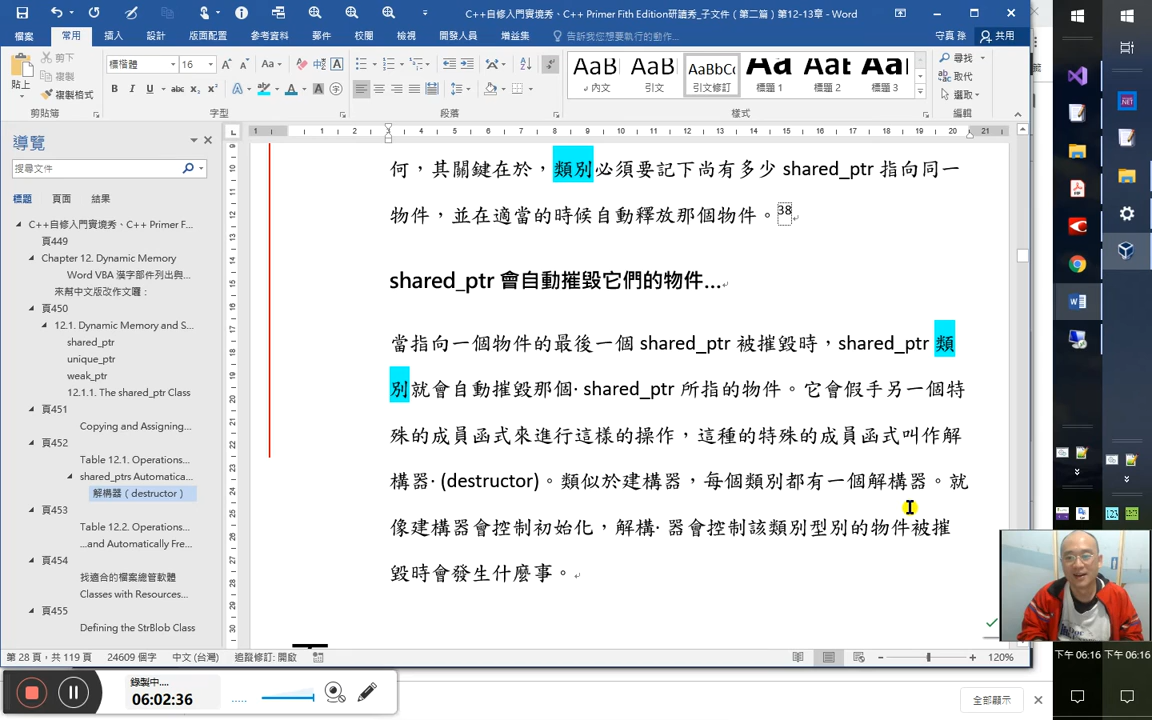 C++自修入門實境秀、C++ Primer Fith Edition研讀秀_子文件（第二篇）第12-13章 - Word
檔案 常用 插入 設計 版面配置 參考資料 郵件 校閱 檢視 開發人員 增益集 告訴我您想要執行的動作... 守真 孫 共用
貼上 剪下 複製 複製格式
標楷體 16
AaB AaB AaBbCc AaB AaB AaB
內文 引文 引文修訂 標題 1 標題 2 標題 3
尋找 取代 選取
剪貼簿 字型 段落 樣式 編輯
導覽
搜尋文件
標題 頁面 結果
C++自修入門實境秀、C++ Primer F...
頁449
Chapter 12. Dynamic Memory
Word VBA 漢字部件列出與...
來幫中文版改作文囉：
頁450
12.1. Dynamic Memory and S...
shared_ptr
unique_ptr
weak_ptr
12.1.1. The shared_ptr Class
頁451
Copying and Assigning...
頁452
Table 12.1. Operations...
shared_ptrs Automatica...
解構器（destructor）
頁453
Table 12.2. Operations...
...and Automatically Fre...
頁454
找適合的檔案總管軟體
Classes with Resources...
頁455
Defining the StrBlob Class
何，其關鍵在於，類別必須要記下尚有多少 shared_ptr 指向同一
物件，並在適當的時候自動釋放那個物件。38
shared_ptr 會自動摧毀它們的物件...
當指向一個物件的最後一個 shared_ptr 被摧毀時，shared_ptr 類
別就會自動摧毀那個 shared_ptr 所指的物件。它會假手另一個特
殊的成員函式來進行這樣的操作，這種的特殊的成員函式叫作解
構器 (destructor)。類似於建構器，每個類別都有一個解構器。就
像建構器會控制初始化，解構 器會控制該類別型別的物件被摧
毀時會發生什麼事。
第 28 頁，共 119 頁 24609 個字 中文 (台灣) 追蹤修訂: 開啟 120%
錄製中....
06:02:36
全部顯示
下午 06:16 下午 06:16